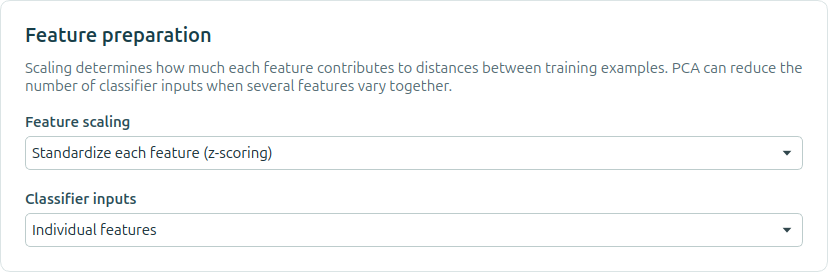 Feature preparation
Scaling determines how much each feature contributes to distances between training examples. PCA can reduce the
number of classifier inputs when several features vary together.
Feature scaling
Standardize each feature (z-scoring)
Classifier inputs
Individual features